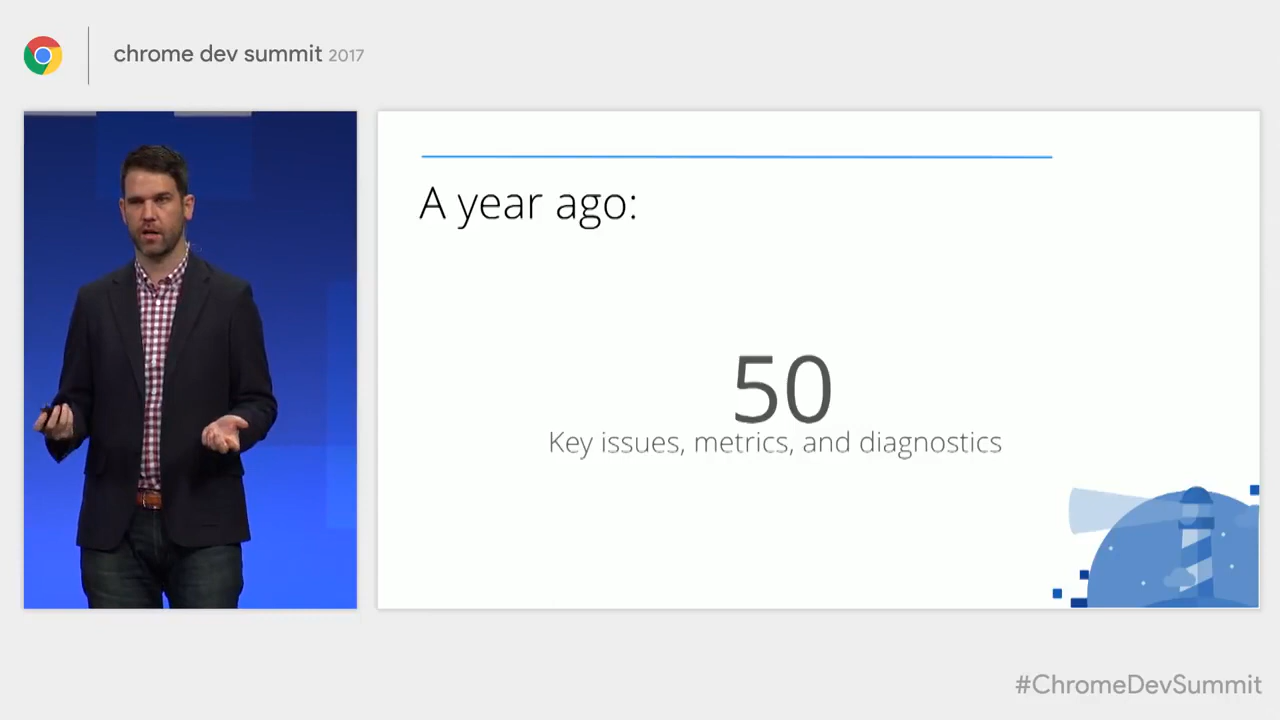 chrome dev summit 2017
A year ago:
50
Key issues, metrics, and diagnostics
#ChromeDevSummit